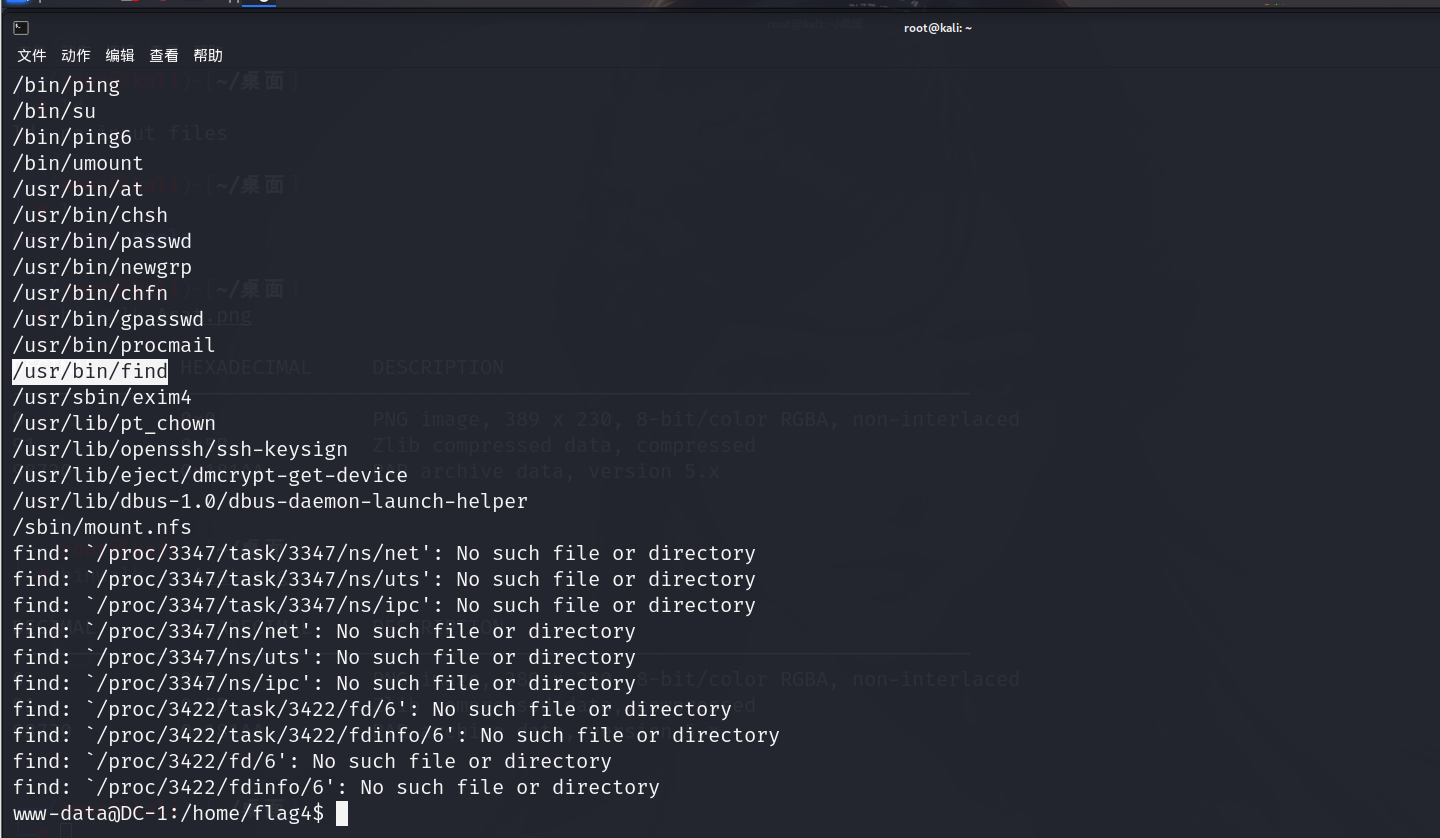 root@kali: ~
文件 动作 编辑 查看 帮助
/bin/ping
/bin/su
/bin/ping6
/bin/umount
/usr/bin/at
/usr/bin/chsh
/usr/bin/passwd
/usr/bin/newgrp
/usr/bin/chfn
/usr/bin/gpasswd
/usr/bin/procmail
/usr/bin/find
/usr/sbin/exim4
/usr/lib/pt_chown
/usr/lib/openssh/ssh-keysign
/usr/lib/eject/dmcrypt-get-device
/usr/lib/dbus-1.0/dbus-daemon-launch-helper
/sbin/mount.nfs
find: `/proc/3347/task/3347/ns/net': No such file or directory
find: `/proc/3347/task/3347/ns/uts': No such file or directory
find: `/proc/3347/task/3347/ns/ipc': No such file or directory
find: `/proc/3347/ns/net': No such file or directory
find: `/proc/3347/ns/uts': No such file or directory
find: `/proc/3347/ns/ipc': No such file or directory
find: `/proc/3422/task/3422/fd/6': No such file or directory
find: `/proc/3422/task/3422/fdinfo/6': No such file or directory
find: `/proc/3422/fd/6': No such file or directory
find: `/proc/3422/fdinfo/6': No such file or directory
www-data@DC-1:/home/flag4$